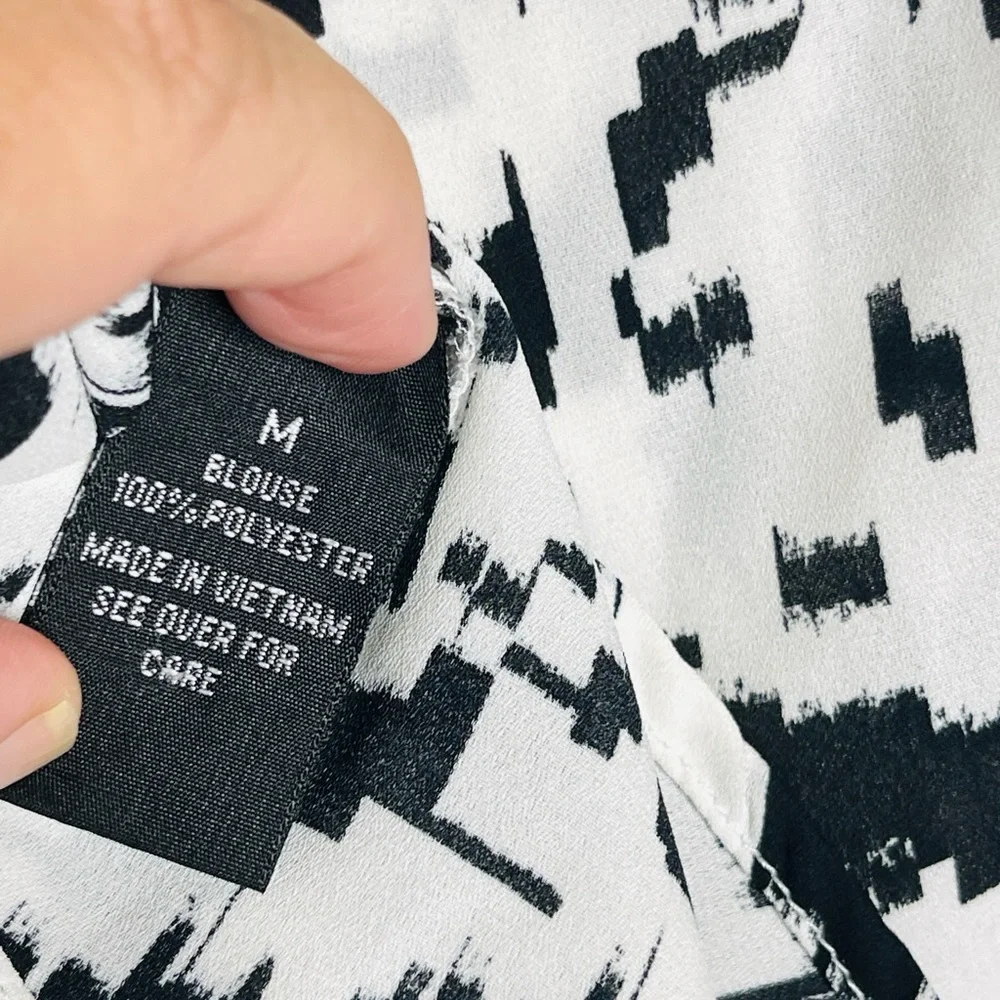 M
BLOUSE
100% POLYESTER
MADE IN VIETNAM
SEE OVER FOR
CARE